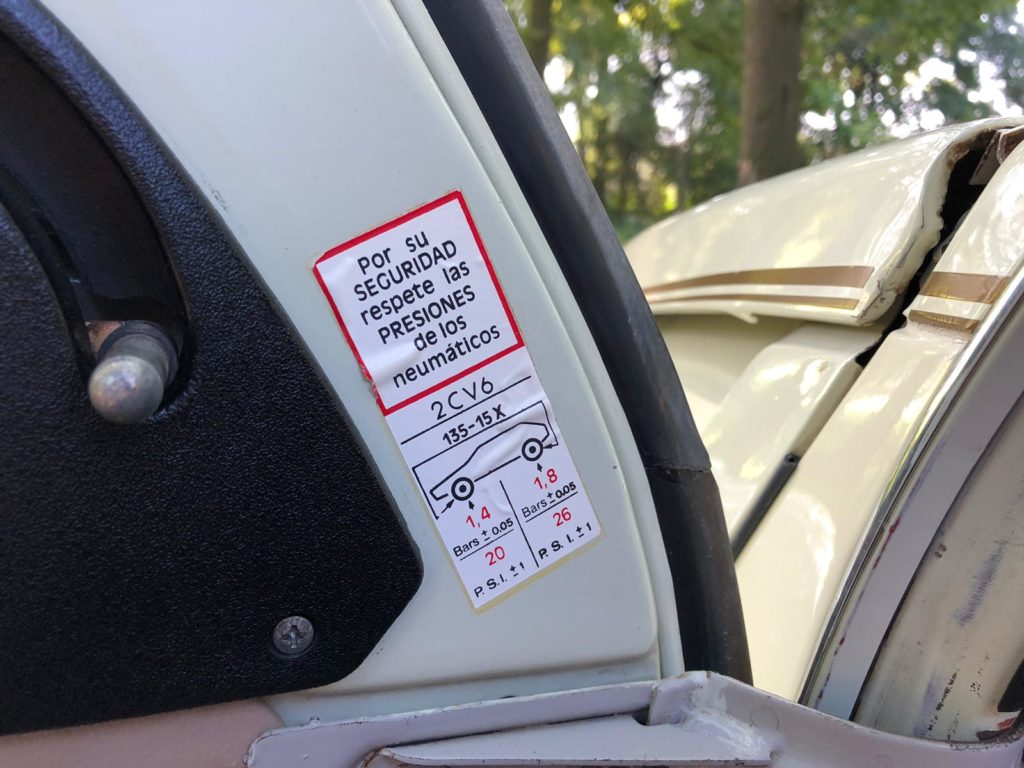 Por su
SEGURIDAD
respete las
PRESIONES
de los
neumáticos
2CV6
135-15X
1,4
Bars ± 0.05
20
P.S.I. ±1
1,8
Bars ± 0.05
26
P.S.I. ±1